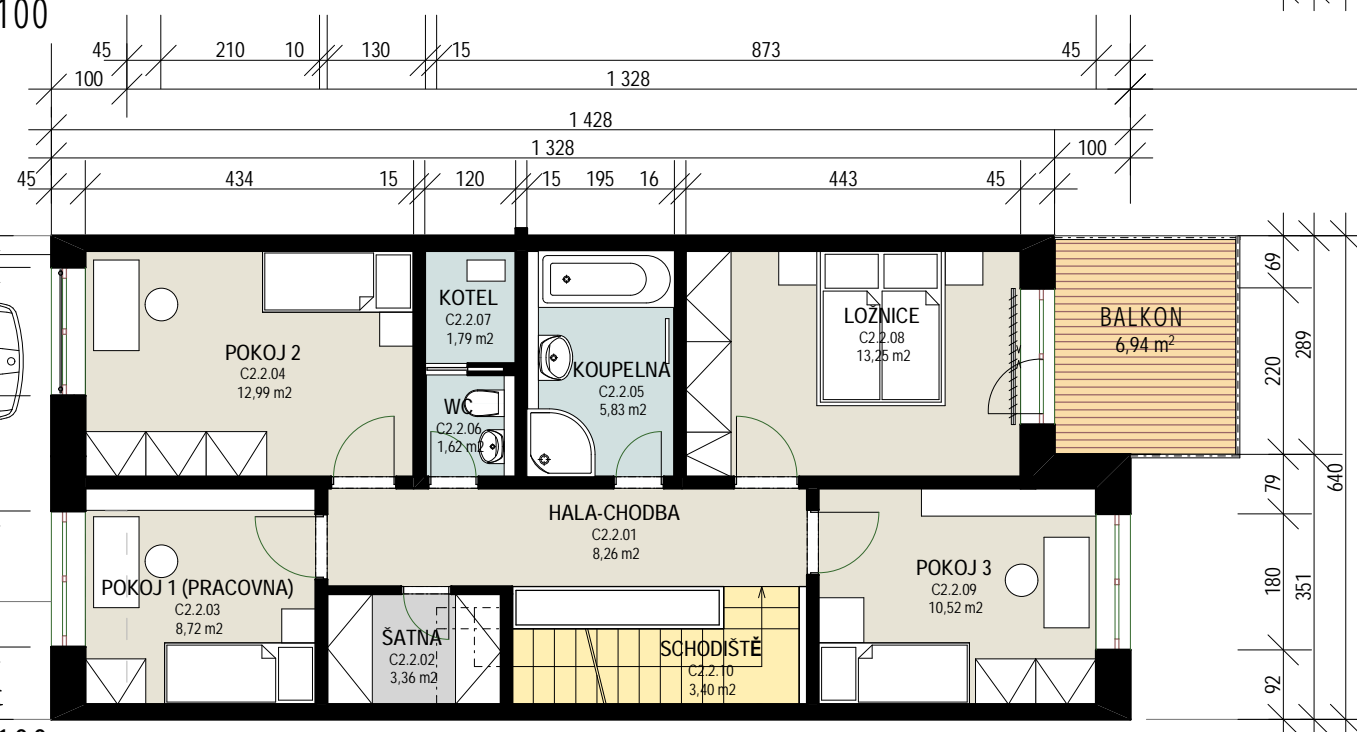 100
45 210 10 130 15 873 45
100 1 328
1 428
1 328 100
45 434 15 120 15 195 16 443 45
KOTEL
C2.2.07
1,79 m2
POKOJ 2
C2.2.04
12,99 m2
WC
C2.2.06
1,62 m2
KOUPELNA
C2.2.05
5,83 m2
LOŽNICE
C2.2.08
13,25 m2
BALKON
6,94 m²
69
220
289
79
180
351
92
640
HALA-CHODBA
C2.2.01
8,26 m2
POKOJ 1 (PRACOVNA)
C2.2.03
8,72 m2
ŠATNA
C2.2.02
3,36 m2
SCHODIŠTĚ
C2.2.10
3,40 m2
POKOJ 3
C2.2.09
10,52 m2